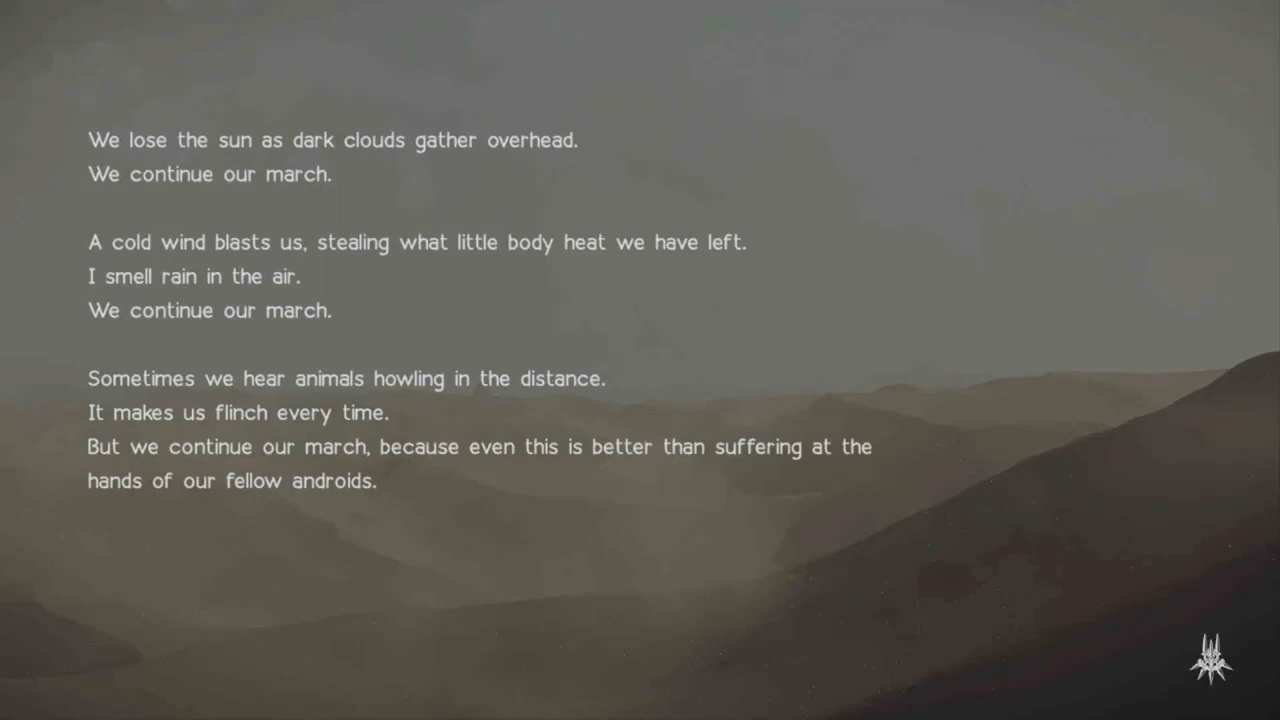 We lose the sun as dark clouds gather overhead.
We continue our march.
A cold wind blasts us, stealing what little body heat we have left.
I smell rain in the air.
We continue our march.
Sometimes we hear animals howling in the distance.
It makes us flinch every time.
But we continue our march, because even this is better than suffering at the
hands of our fellow androids.